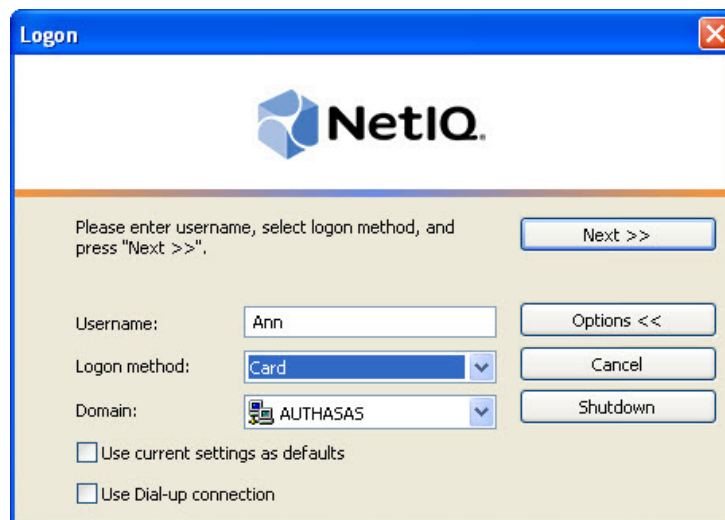 Logon
NetIQ.
Please enter username, select logon method, and
press "Next >>".
Next >>
Username:
Ann
Options <<
Logon method:
Card
Cancel
Domain:
AUTHASAS
Shutdown
Use current settings as defaults
Use Dial-up connection